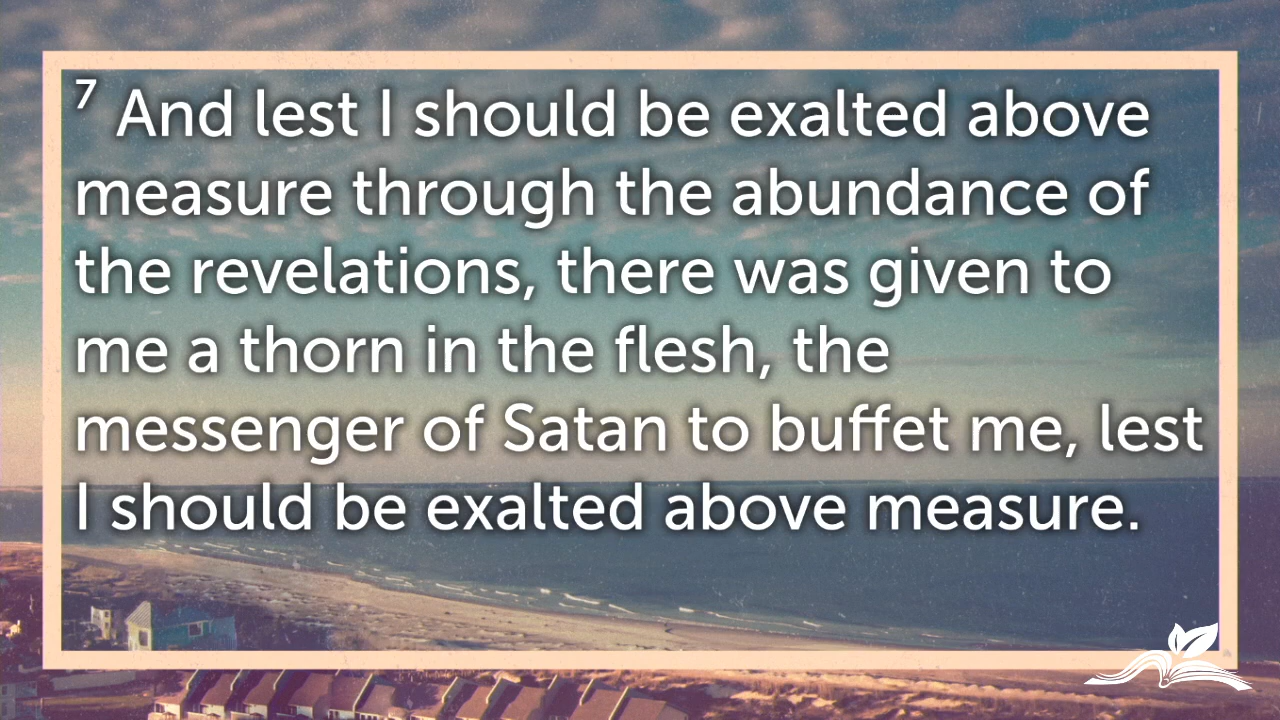 ⁷ And lest I should be exalted above
measure through the abundance of
the revelations, there was given to
me a thorn in the flesh, the
messenger of Satan to buffet me, lest
I should be exalted above measure.